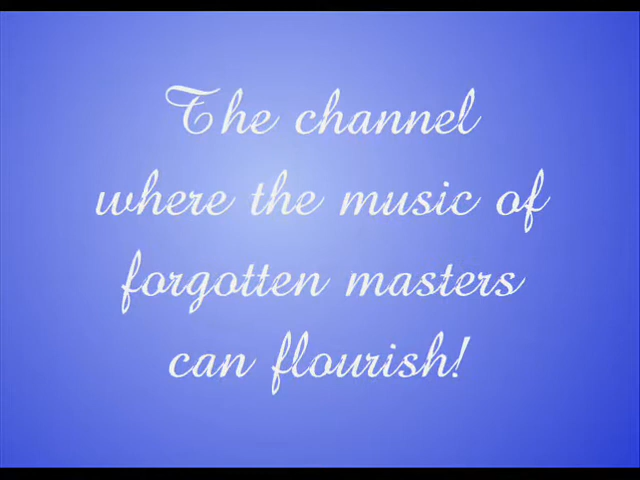 The channel
where the music of
forgotten masters
can flourish!